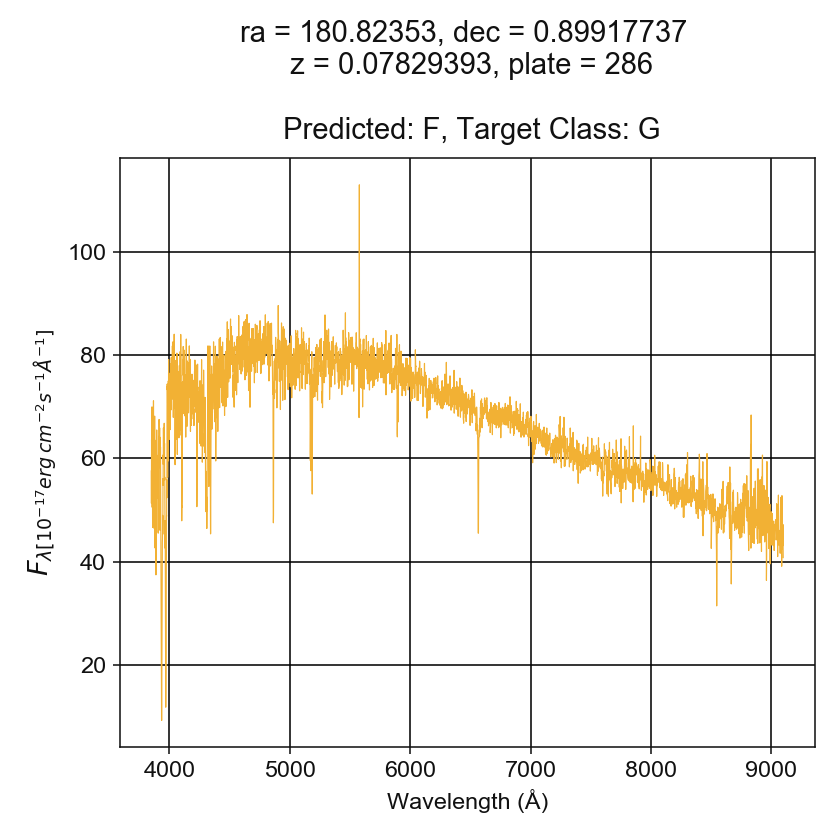 ra = 180.82353, dec = 0.89917737
z = 0.07829393, plate = 286
Predicted: F, Target Class: G
100
80
60
40
20
F_λ[10⁻¹⁷erg cm⁻²s⁻¹Å⁻¹]
4000 5000 6000 7000 8000 9000
Wavelength (Å)